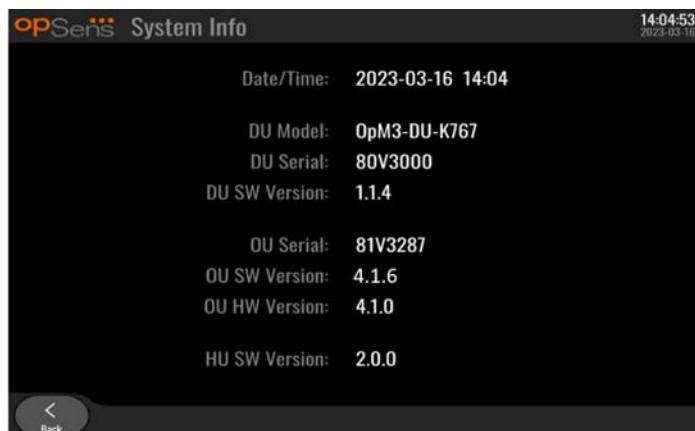 opSens System Info 14:04:53
2023-03-16
Date/Time: 2023-03-16 14:04
DU Model: OpM3-DU-K767
DU Serial: 80V3000
DU SW Version: 1.1.4
OU Serial: 81V3287
OU SW Version: 4.1.6
OU HW Version: 4.1.0
HU SW Version: 2.0.0
<
Back